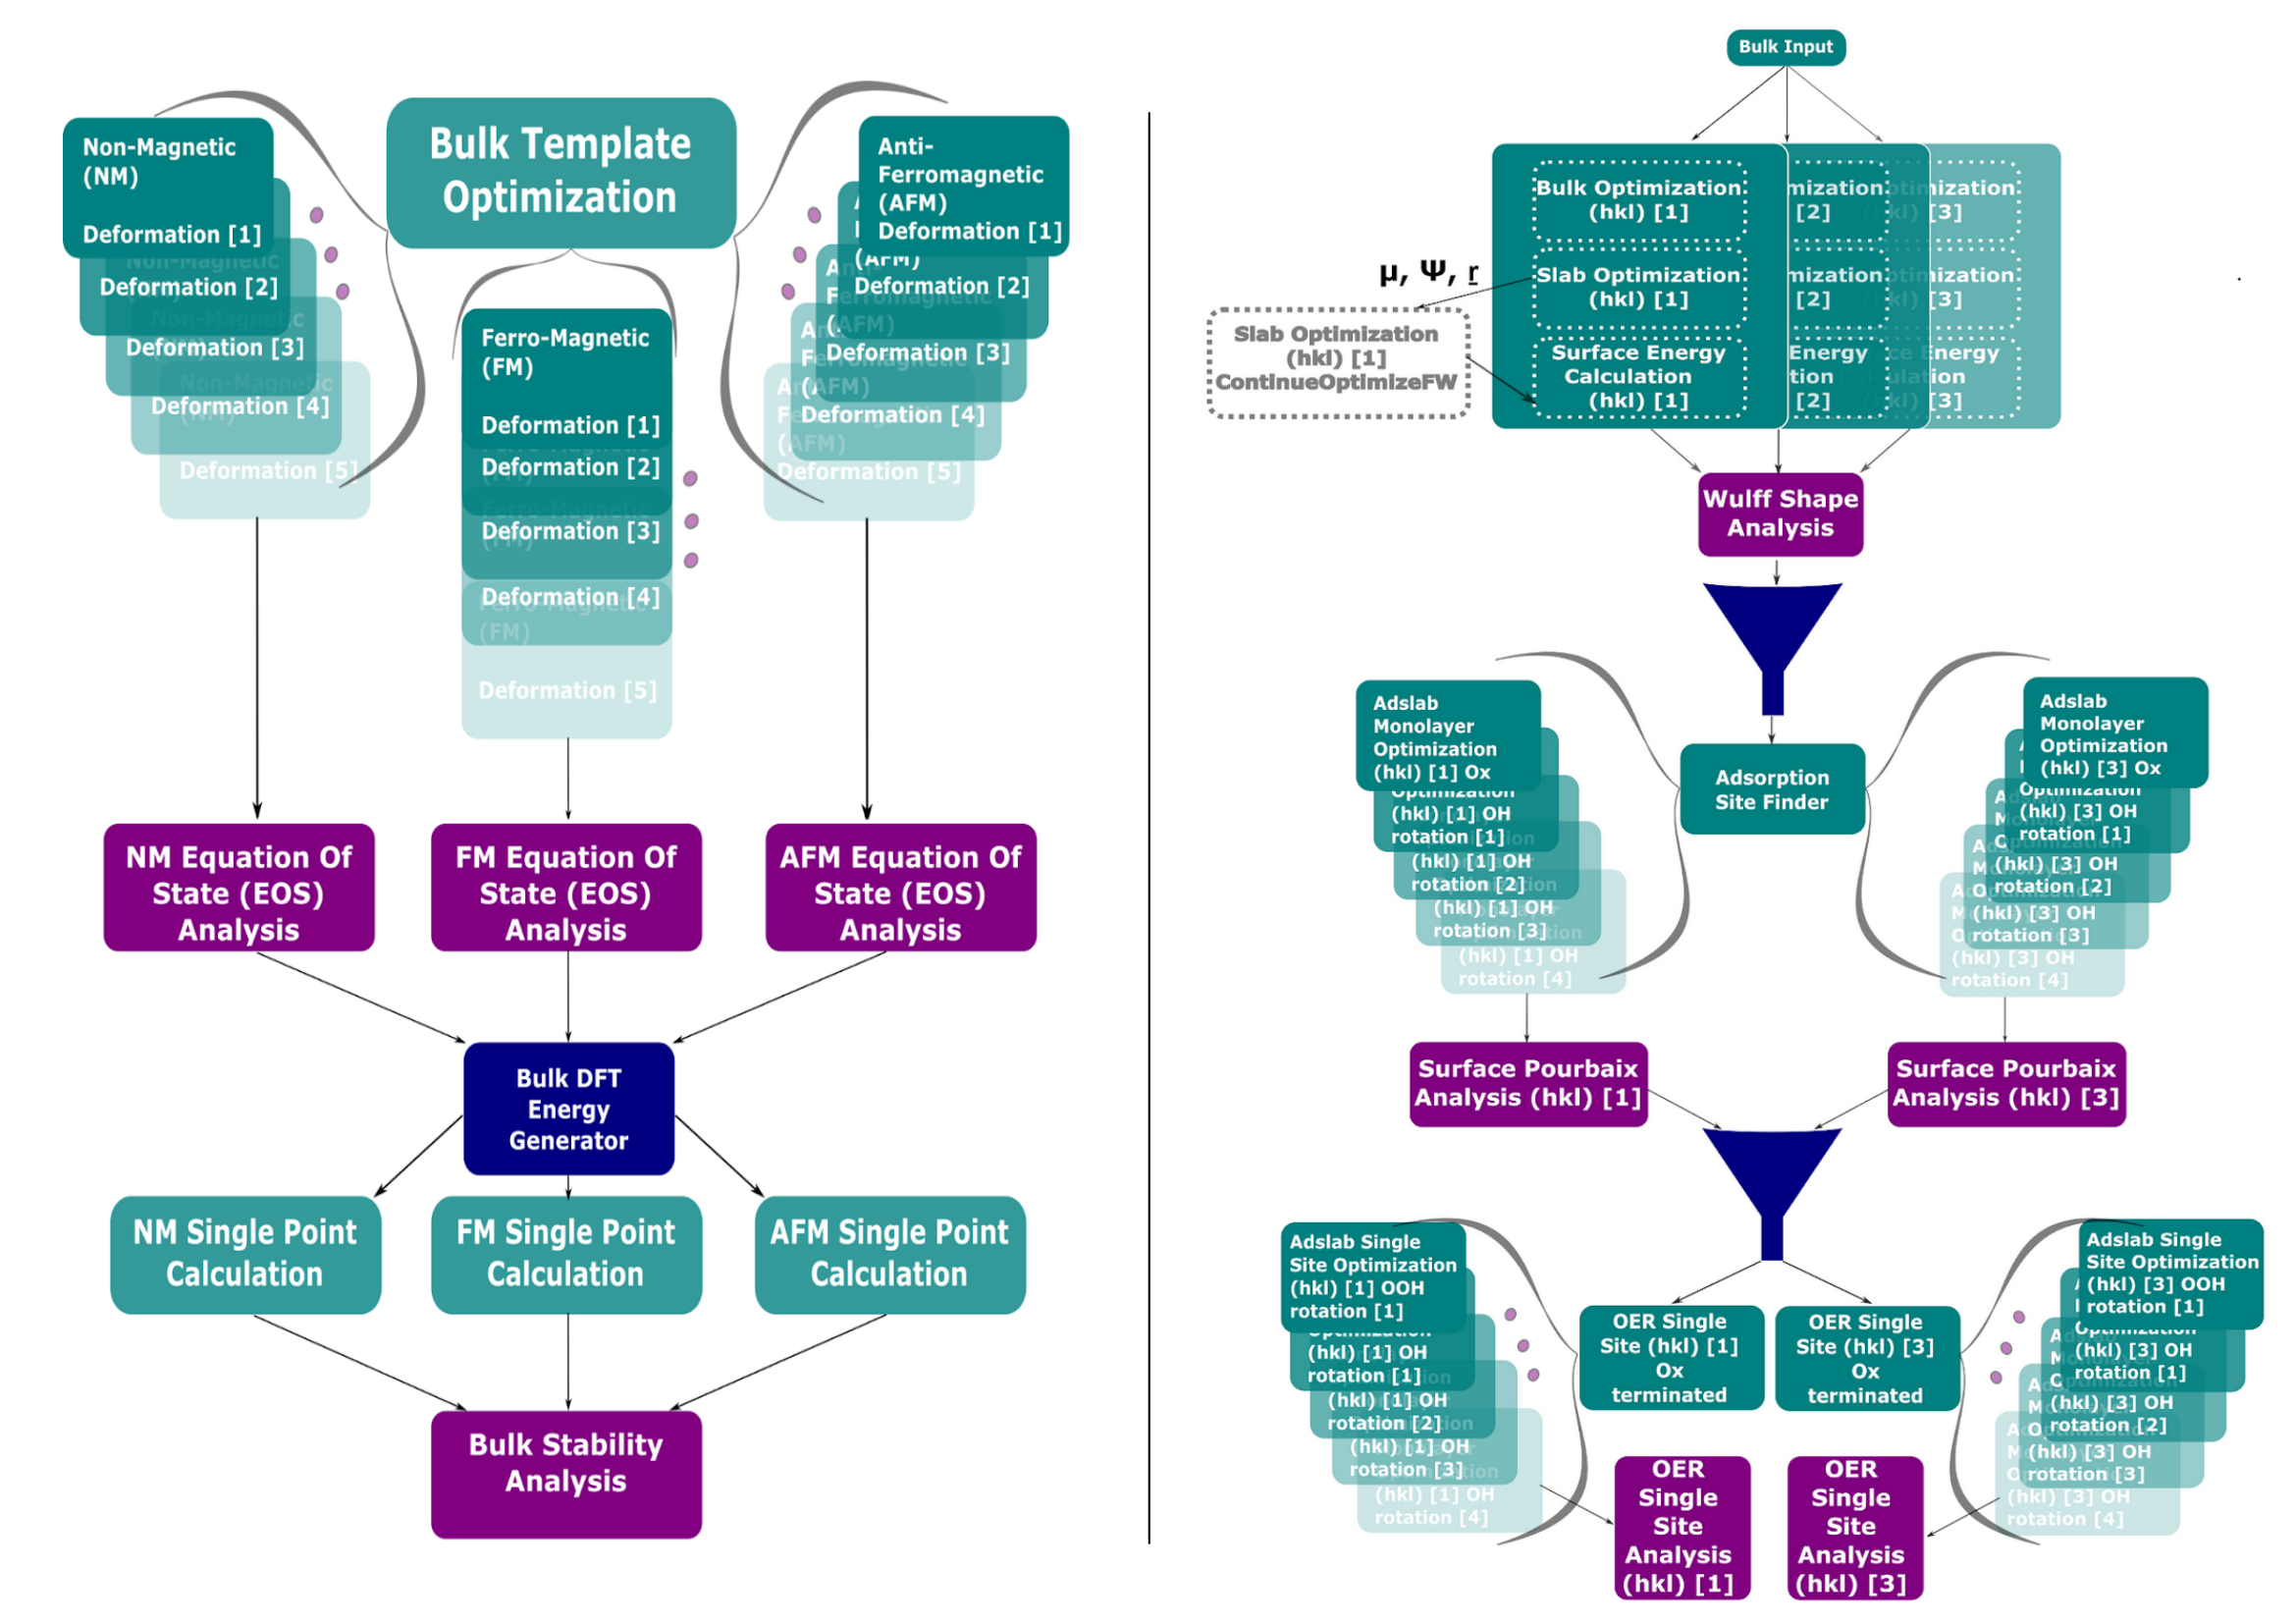 Bulk Template
Optimization
Non-Magnetic
(NM)
Deformation [1]
Deformation [2]
Deformation [3]
Deformation [4]
Deformation [5]
Ferro-Magnetic
(FM)
Deformation [1]
Deformation [2]
Deformation [3]
Deformation [4]
(FM)
Deformation [5]
Anti-
Ferromagnetic
(AFM)
Deformation [1]
(AFM)
Deformation [2]
(AFM)
Deformation [3]
(AFM)
Deformation [4]
(AFM)
Deformation [5]
NM Equation Of
State (EOS)
Analysis
FM Equation Of
State (EOS)
Analysis
AFM Equation Of
State (EOS)
Analysis
Bulk DFT
Energy
Generator
NM Single Point
Calculation
FM Single Point
Calculation
AFM Single Point
Calculation
Bulk Stability
Analysis
Bulk Input
Bulk Optimization
(hkl) [1]
mization
[2]
nization
[3]
Slab Optimization
(hkl) [1]
mization
[2]
nization
[3]
Surface Energy
Calculation
(hkl) [1]
Energy
tion
[2]
Energy
[3]
μ, Ψ, r
Slab Optimization
(hkl) [1]
ContinueOptimizeFW
Wulff Shape
Analysis
Adsorption
Site Finder
Adslab
Monolayer
Optimization
(hkl) [1] Ox
Optimization
(hkl) [1] OH
rotation [1]
(hkl) [1] OH
rotation [2]
(hkl) [1] OH
rotation [3]
(hkl) [1] OH
rotation [4]
Adslab
Monolayer
Optimization
(hkl) [3] Ox
Optimization
(hkl) [3] OH
rotation [1]
(hkl) [3] OH
rotation [2]
(hkl) [3] OH
rotation [3]
(hkl) [3] OH
rotation [4]
Surface Pourbaix
Analysis (hkl) [1]
Surface Pourbaix
Analysis (hkl) [3]
Adslab Single
Site Optimization
(hkl) [1] OOH
rotation [1]
Optimization
(hkl) [1] OH
rotation [1]
(hkl) [1] OH
rotation [2]
(hkl) [1] OH
rotation [3]
(hkl) [1] OH
rotation [4]
OER Single
Site (hkl) [1]
Ox
terminated
OER Single
Site (hkl) [3]
Ox
terminated
Adslab Single
Site Optimization
(hkl) [3] OOH
rotation [1]
Optimization
(hkl) [3] OH
rotation [1]
(hkl) [3] OH
rotation [2]
(hkl) [3] OH
rotation [3]
(hkl) [3] OH
rotation [4]
OER
Single
Site
Analysis
(hkl) [1]
OER
Single
Site
Analysis
(hkl) [3]